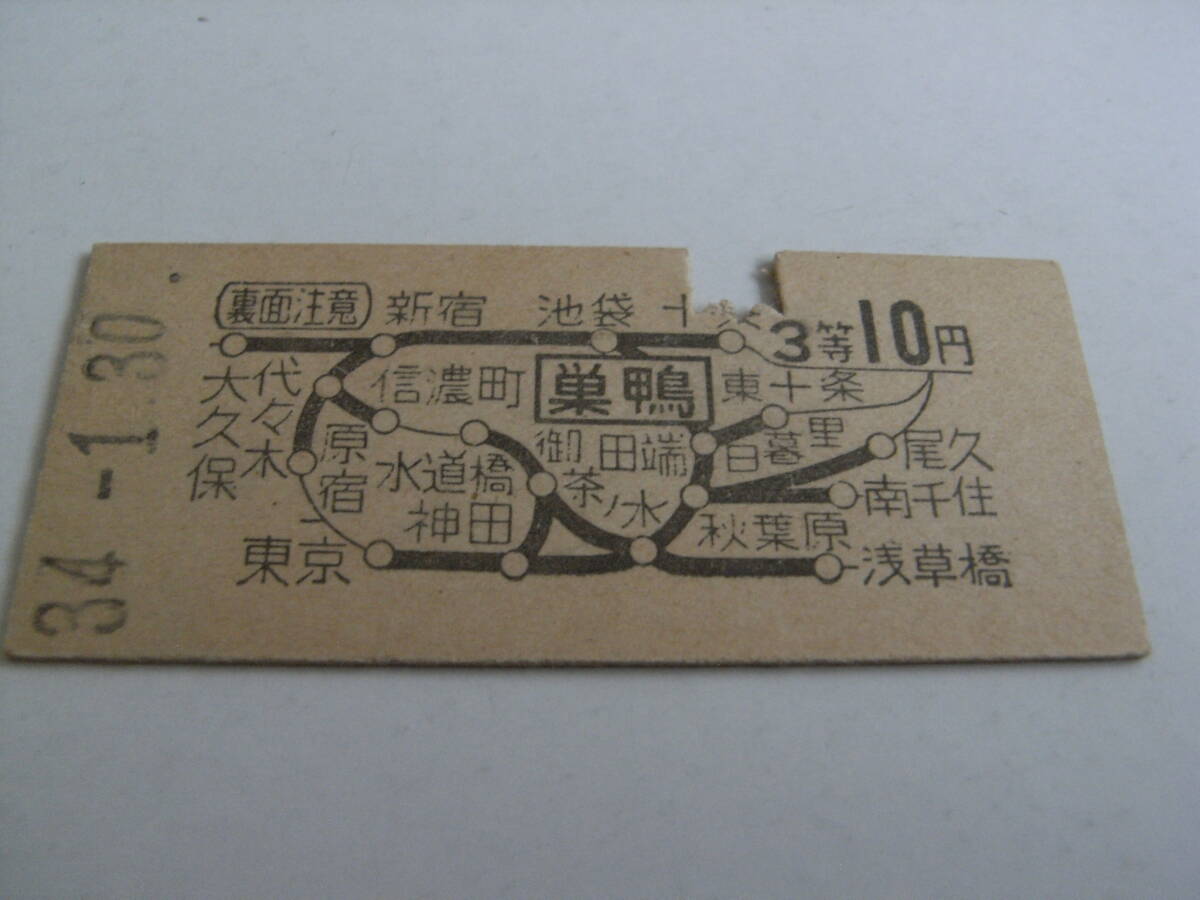 34-1.30
裏面注意
新宿
池袋
十条
3等10円
大久保
代々木
信濃町
巣鴨
東十条
原宿
水道橋
御茶ノ水
田端
日暮里
尾久
神田
秋葉原
南千住
東京
浅草橋